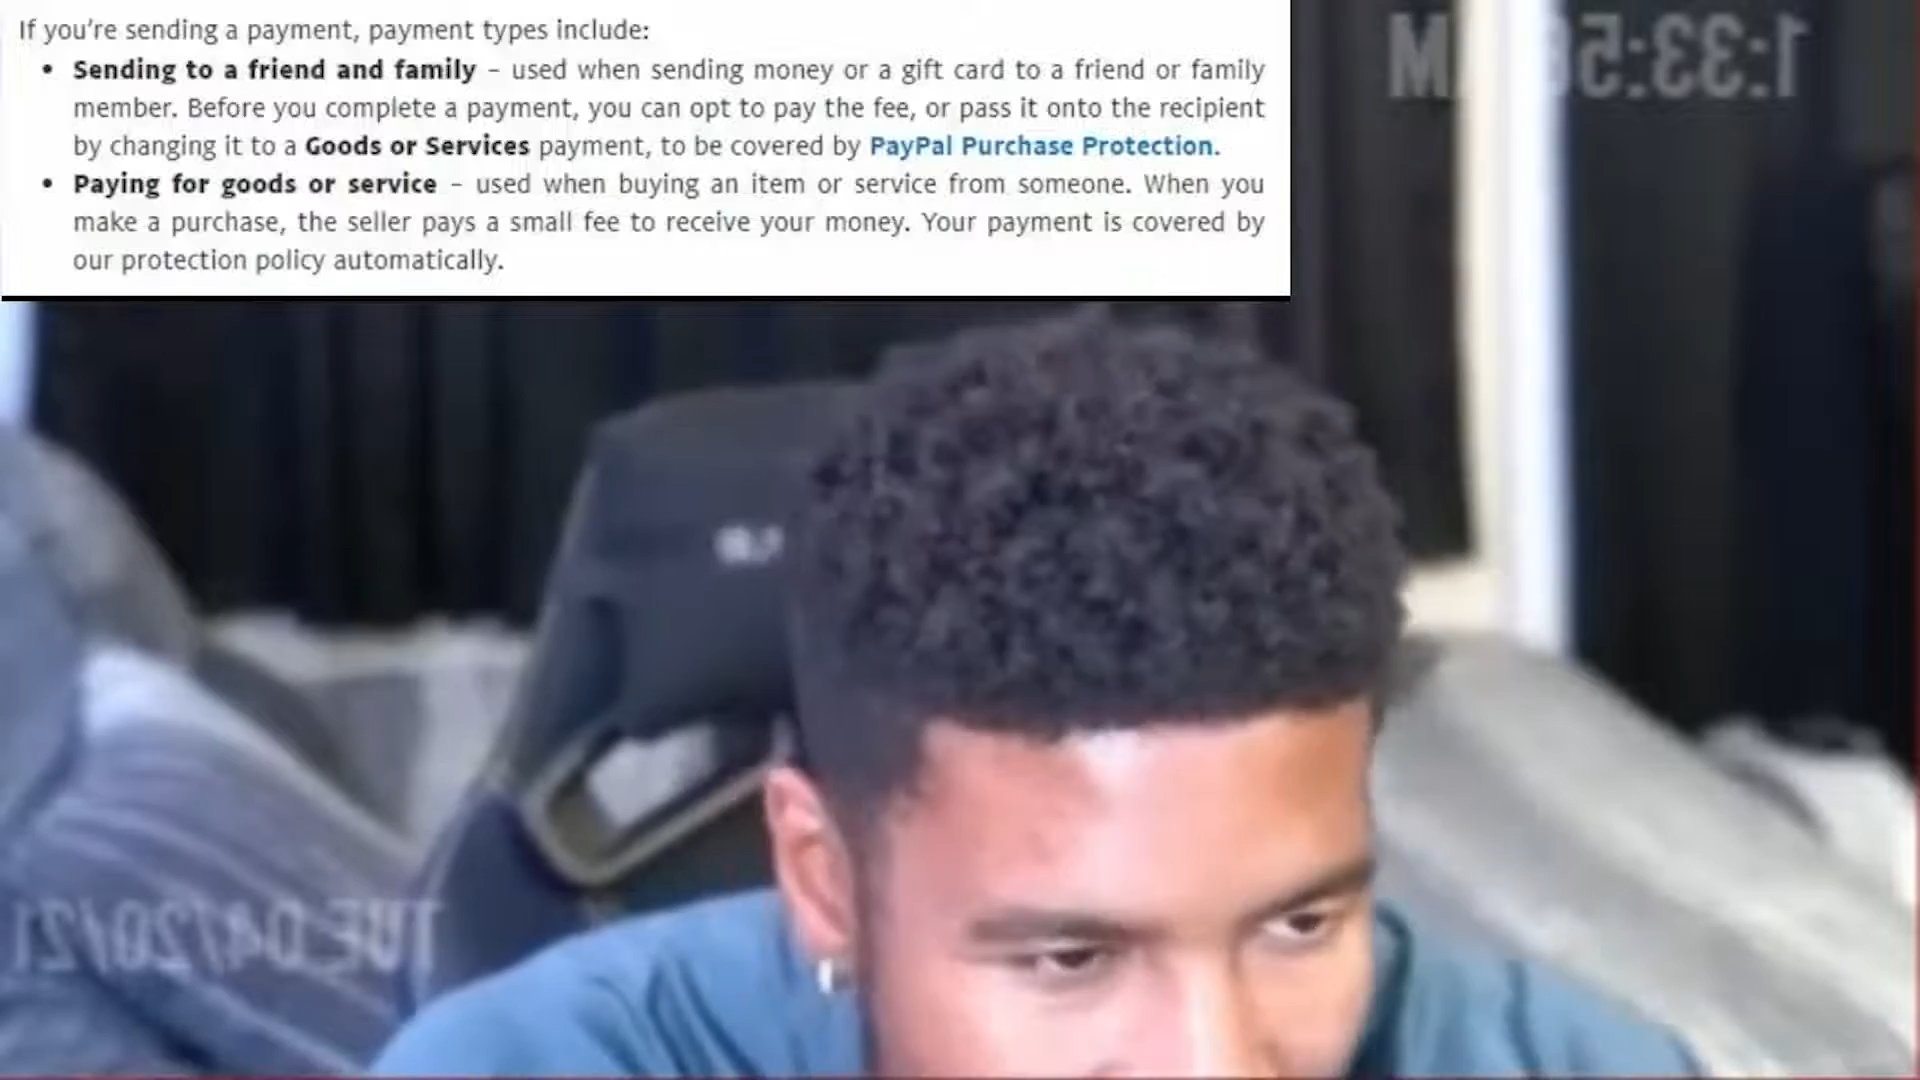 If you're sending a payment, payment types include:
• Sending to a friend and family – used when sending money or a gift card to a friend or family
member. Before you complete a payment, you can opt to pay the fee, or pass it onto the recipient
by changing it to a Goods or Services payment, to be covered by PayPal Purchase Protection.
• Paying for goods or service – used when buying an item or service from someone. When you
make a purchase, the seller pays a small fee to receive your money. Your payment is covered by
our protection policy automatically.
TUE 04/20/21